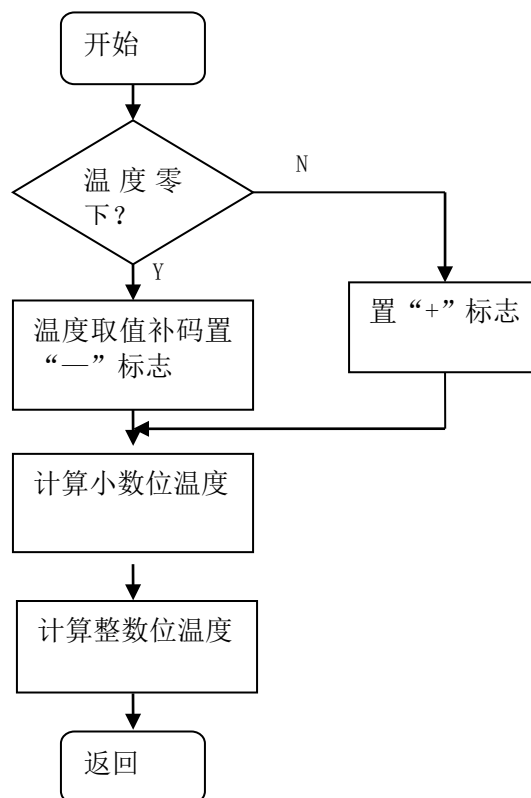 开始
温 度 零
下?
N
Y
温度取值补码置
“—”标志
置“+”标志
计算小数位温度
计算整数位温度
返回